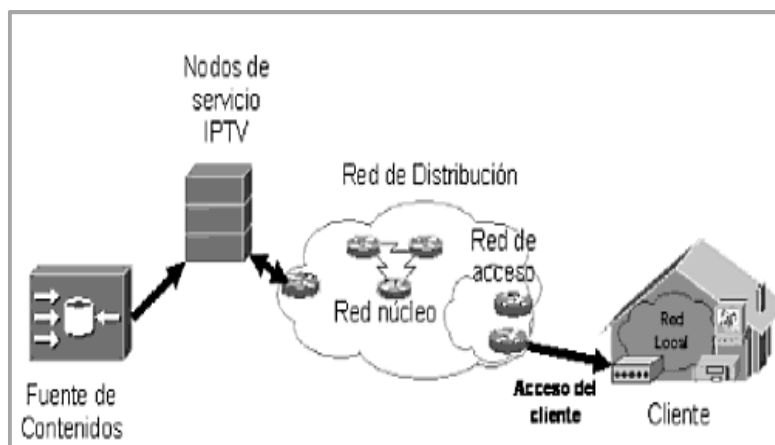 Nodos de
servicio
IPTV
Red de Distribución
Red de
acceso
Red núcleo
Red
Local
Fuente de
Contenidos
Acceso del
cliente
Cliente